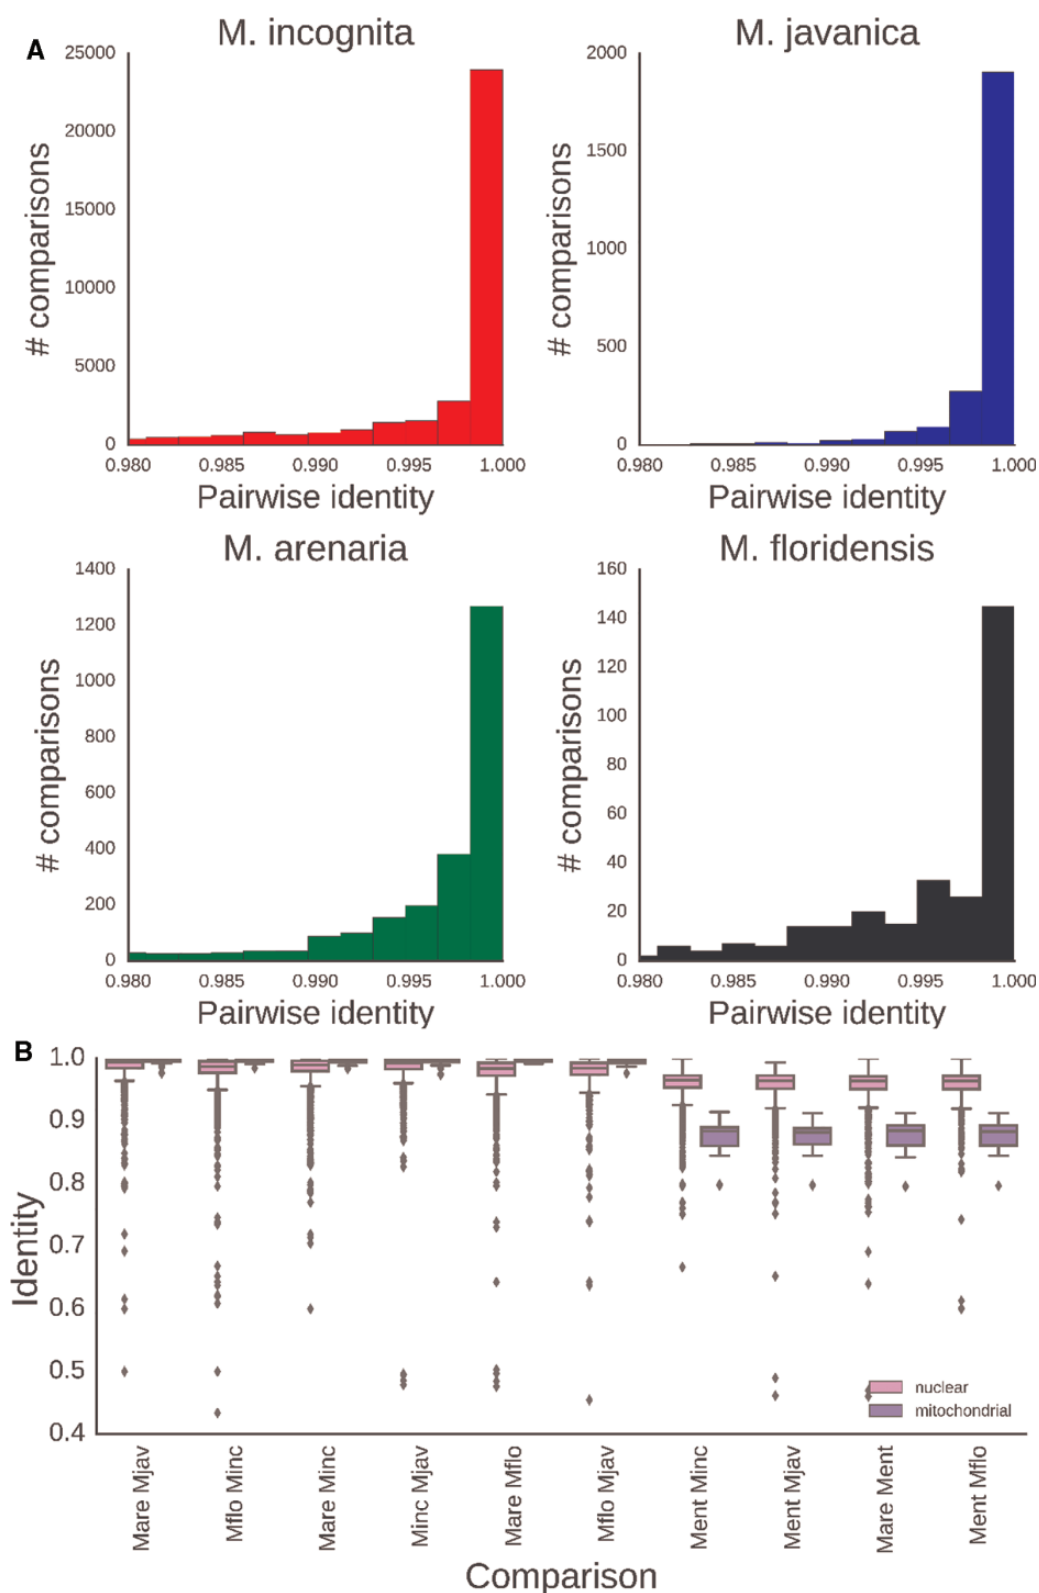 A
M. incognita
M. javanica
25000
20000
15000
10000
5000
0
# comparisons
0.980 0.985 0.990 0.995 1.000
Pairwise identity
2000
1500
1000
500
0
# comparisons
0.980 0.985 0.990 0.995 1.000
Pairwise identity
M. arenaria
M. floridensis
1400
1200
1000
800
600
400
200
0
# comparisons
0.980 0.985 0.990 0.995 1.000
Pairwise identity
160
140
120
100
80
60
40
20
0
# comparisons
0.980 0.985 0.990 0.995 1.000
Pairwise identity
B
1.0
0.9
0.8
0.7
0.6
0.5
0.4
Identity
nuclear
mitochondrial
Mare Mjav
Mflo Minc
Mare Minc
Minc Mjav
Mare Mflo
Mflo Mjav
Ment Minc
Ment Mjav
Mare Ment
Ment Mflo
Comparison